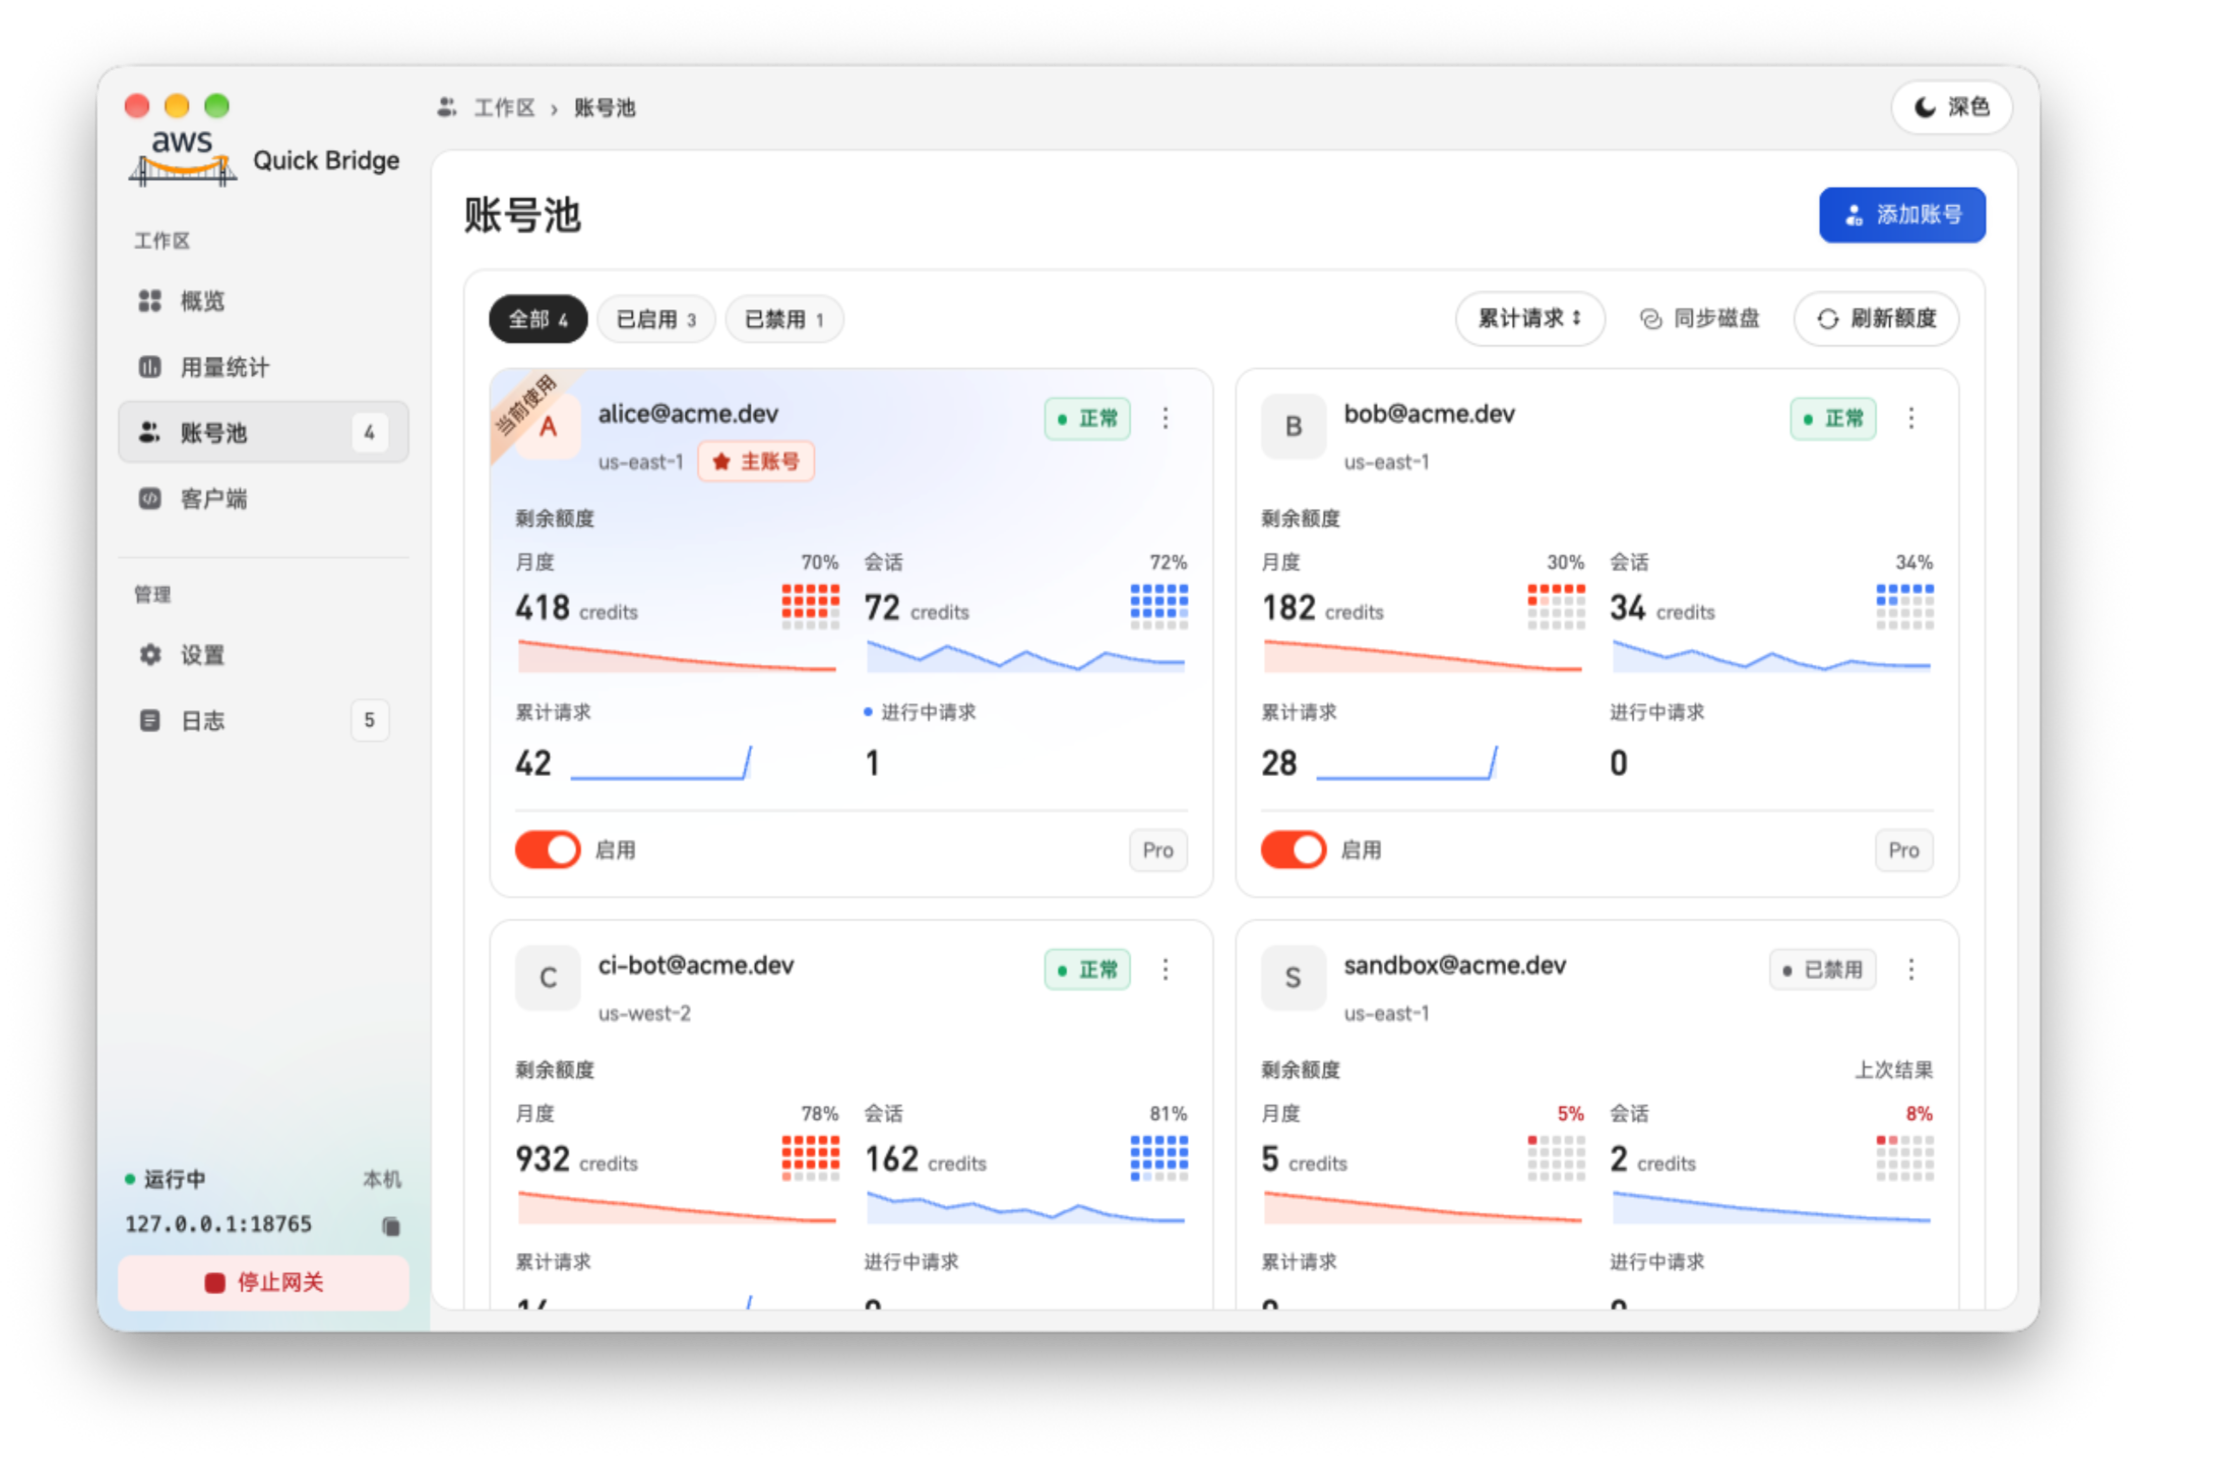 aws
Quick Bridge
工作区 › 账号池
深色
工作区
概览
用量统计
账号池 4
客户端
管理
设置
日志 5
运行中 本机
127.0.0.1:18765
停止网关
账号池
添加账号
全部 4 已启用 3 已禁用 1
累计请求 同步磁盘 刷新额度
当前使用
A
alice@acme.dev
正常
us-east-1 主账号
剩余额度
月度 70% 会话 72%
418 credits 72 credits
累计请求 进行中请求
42 1
启用 Pro
B
bob@acme.dev
正常
us-east-1
剩余额度
月度 30% 会话 34%
182 credits 34 credits
累计请求 进行中请求
28 0
启用 Pro
C
ci-bot@acme.dev
正常
us-west-2
剩余额度
月度 78% 会话 81%
932 credits 162 credits
累计请求 进行中请求
S
sandbox@acme.dev
已禁用
us-east-1
剩余额度 上次结果
月度 5% 会话 8%
5 credits 2 credits
累计请求 进行中请求